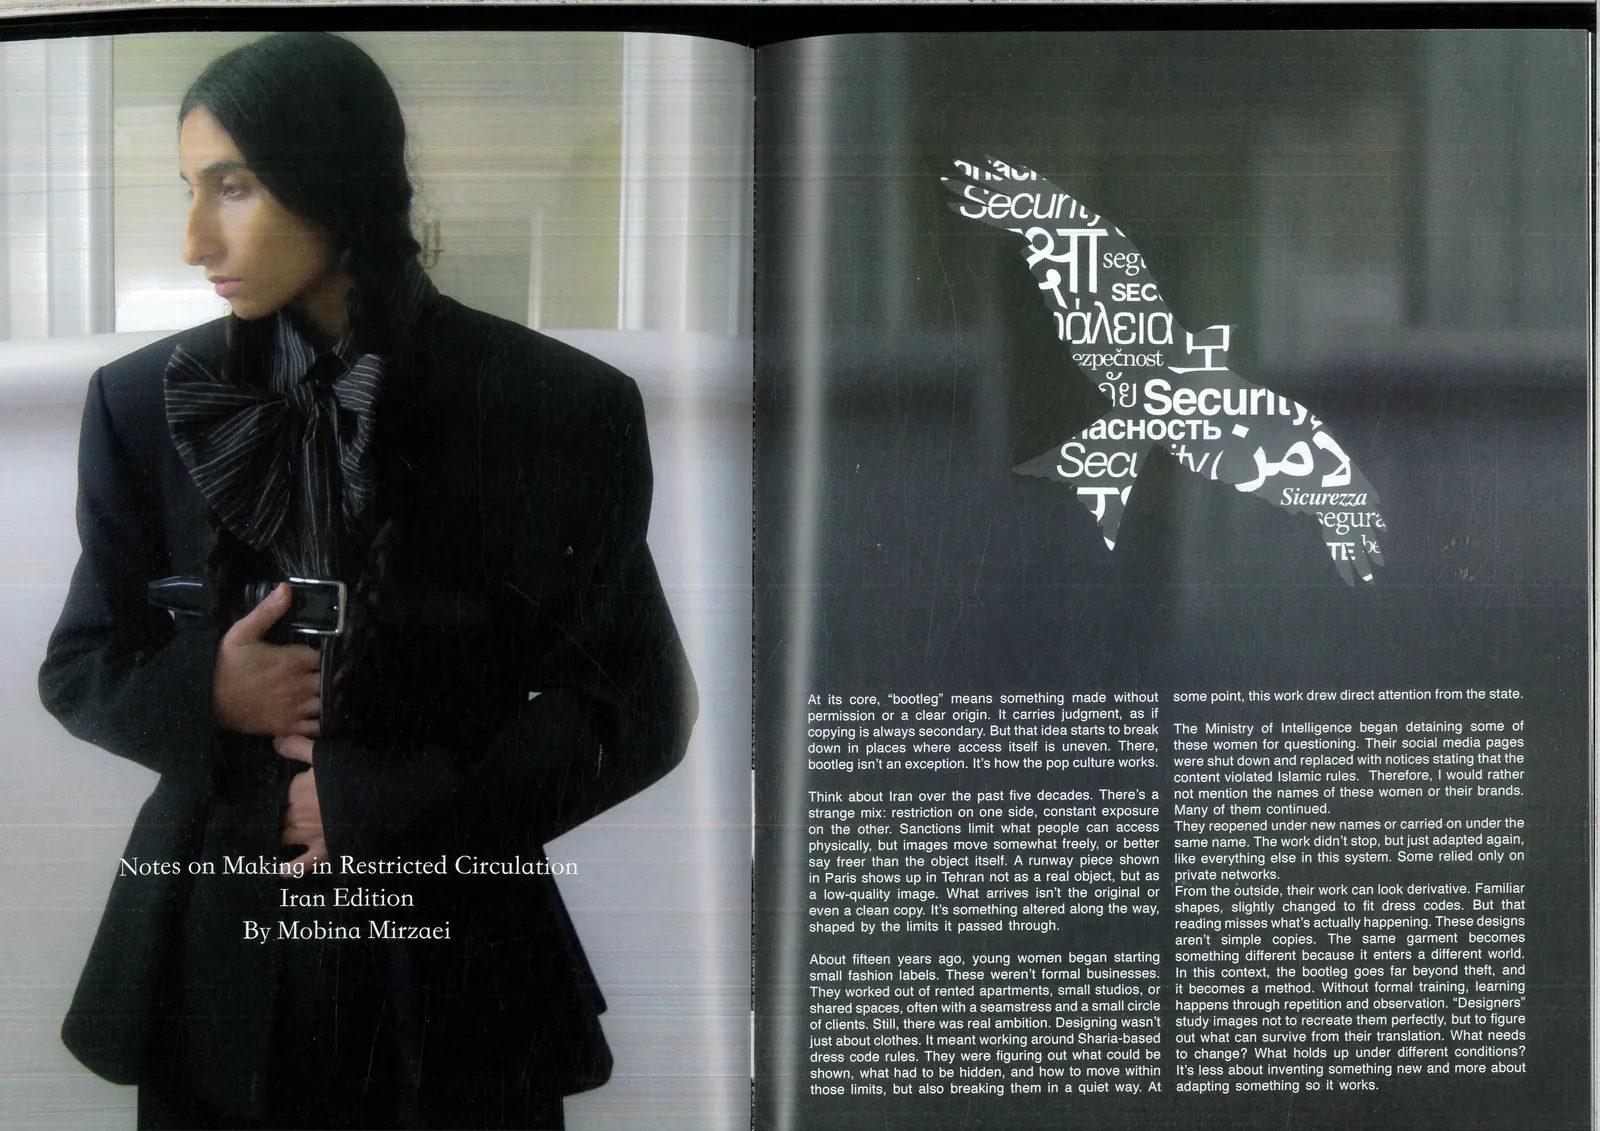 Notes on Making in Restricted Circulation
Iran Edition
By Mobina Mirzaei
Security
क्षा
segu
SEC
άλεια
보
ezpečnost
ภัย
Security
пасность
Secu
ity
لامن
Sicurezza
segura
TE
be
At its core, “bootleg” means something made without
permission or a clear origin. It carries judgment, as if
copying is always secondary. But that idea starts to break
down in places where access itself is uneven. There,
bootleg isn’t an exception. It’s how the pop culture works.
Think about Iran over the past five decades. There’s a
strange mix: restriction on one side, constant exposure
on the other. Sanctions limit what people can access
physically, but images move somewhat freely, or better
say freer than the object itself. A runway piece shown
in Paris shows up in Tehran not as a real object, but as
a low-quality image. What arrives isn’t the original or
even a clean copy. It’s something altered along the way,
shaped by the limits it passed through.
About fifteen years ago, young women began starting
small fashion labels. These weren’t formal businesses.
They worked out of rented apartments, small studios, or
shared spaces, often with a seamstress and a small circle
of clients. Still, there was real ambition. Designing wasn’t
just about clothes. It meant working around Sharia-based
dress code rules. They were figuring out what could be
shown, what had to be hidden, and how to move within
those limits, but also breaking them in a quiet way. At
some point, this work drew direct attention from the state.
The Ministry of Intelligence began detaining some of
these women for questioning. Their social media pages
were shut down and replaced with notices stating that the
content violated Islamic rules. Therefore, I would rather
not mention the names of these women or their brands.
Many of them continued.
They reopened under new names or carried on under the
same name. The work didn’t stop, but just adapted again,
like everything else in this system. Some relied only on
private networks.
From the outside, their work can look derivative. Familiar
shapes, slightly changed to fit dress codes. But that
reading misses what’s actually happening. These designs
aren’t simple copies. The same garment becomes
something different because it enters a different world.
In this context, the bootleg goes far beyond theft, and
it becomes a method. Without formal training, learning
happens through repetition and observation. “Designers”
study images not to recreate them perfectly, but to figure
out what can survive from their translation. What needs
to change? What holds up under different conditions?
It’s less about inventing something new and more about
adapting something so it works.